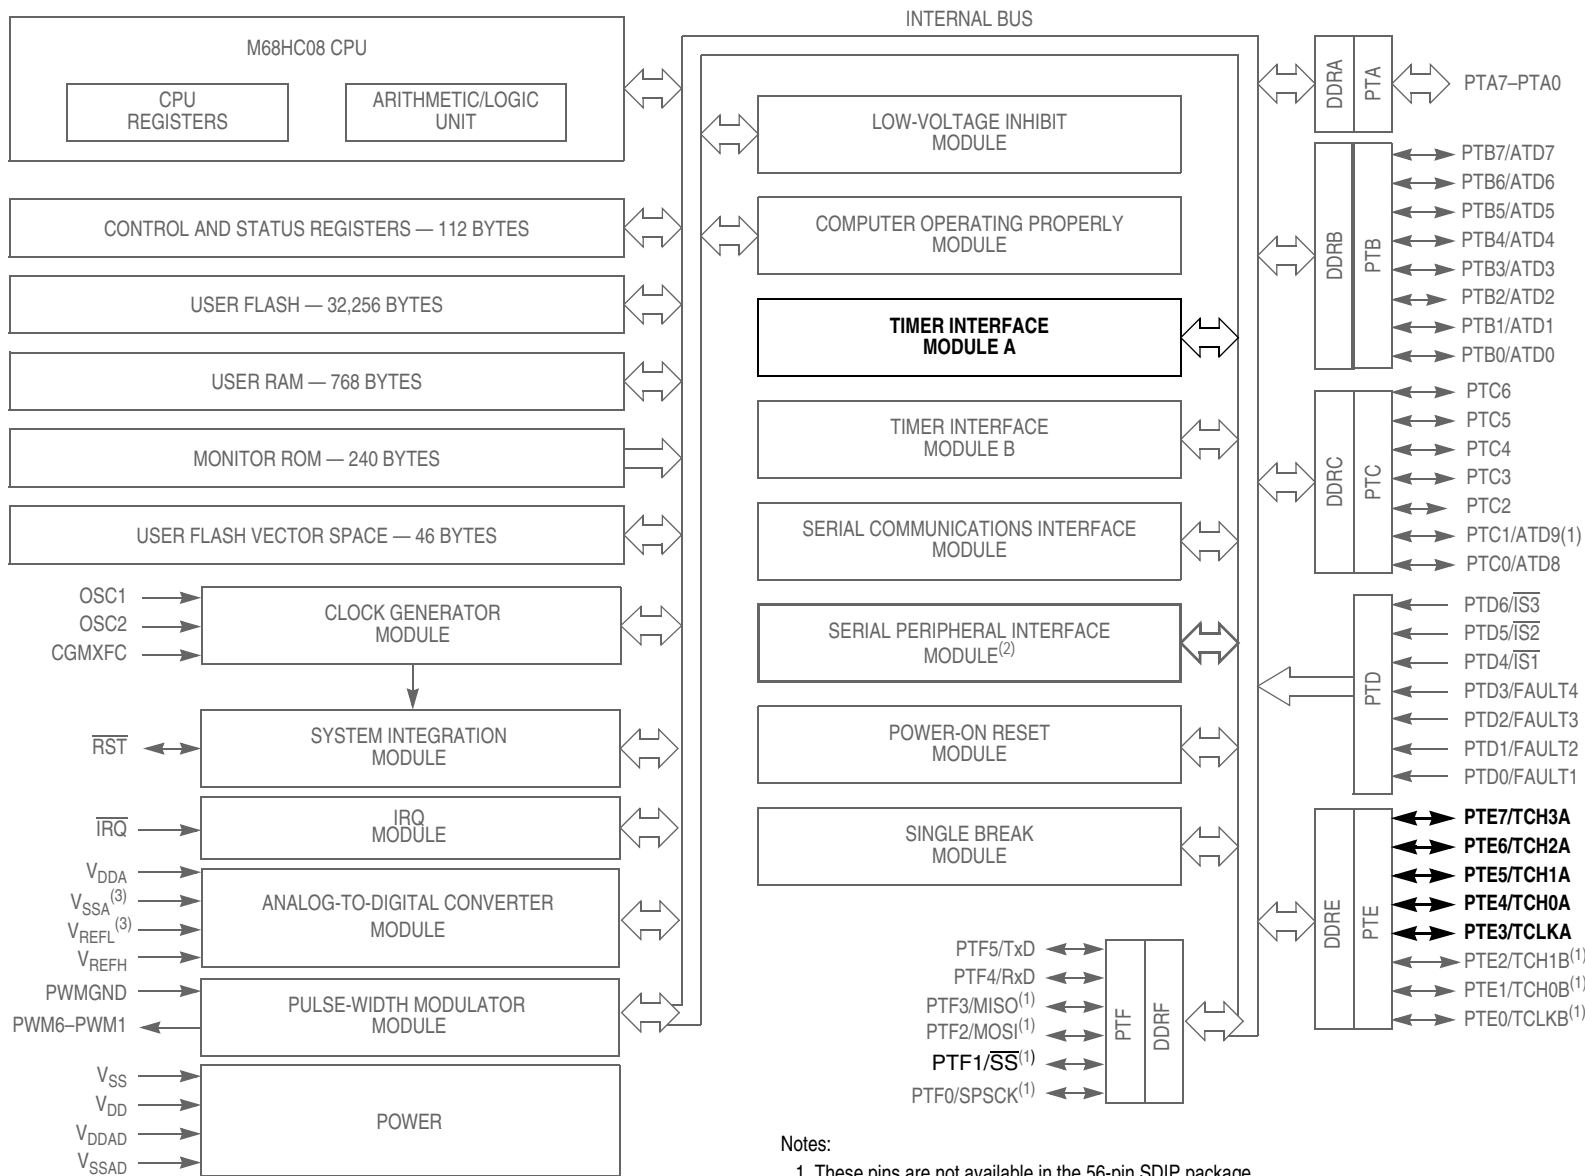 INTERNAL BUS
M68HC08 CPU
CPU
REGISTERS
ARITHMETIC/LOGIC
UNIT
CONTROL AND STATUS REGISTERS — 112 BYTES
USER FLASH — 32,256 BYTES
USER RAM — 768 BYTES
MONITOR ROM — 240 BYTES
USER FLASH VECTOR SPACE — 46 BYTES
OSC1
OSC2
CGMXFC
CLOCK GENERATOR
MODULE
R̅S̅T̅
SYSTEM INTEGRATION
MODULE
I̅R̅Q̅
IRQ
MODULE
VDDA
VSSA(3)
VREFL(3)
VREFH
ANALOG-TO-DIGITAL CONVERTER
MODULE
PWMGND
PWM6–PWM1
PULSE-WIDTH MODULATOR
MODULE
VSS
VDD
VDDAD
VSSAD
POWER
LOW-VOLTAGE INHIBIT
MODULE
COMPUTER OPERATING PROPERLY
MODULE
TIMER INTERFACE
MODULE A
TIMER INTERFACE
MODULE B
SERIAL COMMUNICATIONS INTERFACE
MODULE
SERIAL PERIPHERAL INTERFACE
MODULE(2)
POWER-ON RESET
MODULE
SINGLE BREAK
MODULE
PTF5/TxD
PTF4/RxD
PTF3/MISO(1)
PTF2/MOSI(1)
PTF1/S̅S̅(1)
PTF0/SPSCK(1)
PTF
DDRF
DDRA
PTA
PTA7–PTA0
DDRB
PTB
PTB7/ATD7
PTB6/ATD6
PTB5/ATD5
PTB4/ATD4
PTB3/ATD3
PTB2/ATD2
PTB1/ATD1
PTB0/ATD0
DDRC
PTC
PTC6
PTC5
PTC4
PTC3
PTC2
PTC1/ATD9(1)
PTC0/ATD8
PTD
PTD6/I̅S̅3̅
PTD5/I̅S̅2̅
PTD4/I̅S̅1̅
PTD3/FAULT4
PTD2/FAULT3
PTD1/FAULT2
PTD0/FAULT1
DDRE
PTE
PTE7/TCH3A
PTE6/TCH2A
PTE5/TCH1A
PTE4/TCH0A
PTE3/TCLKA
PTE2/TCH1B(1)
PTE1/TCH0B(1)
PTE0/TCLKB(1)
Notes:
1. These pins are not available in the 56-pin SDIP package